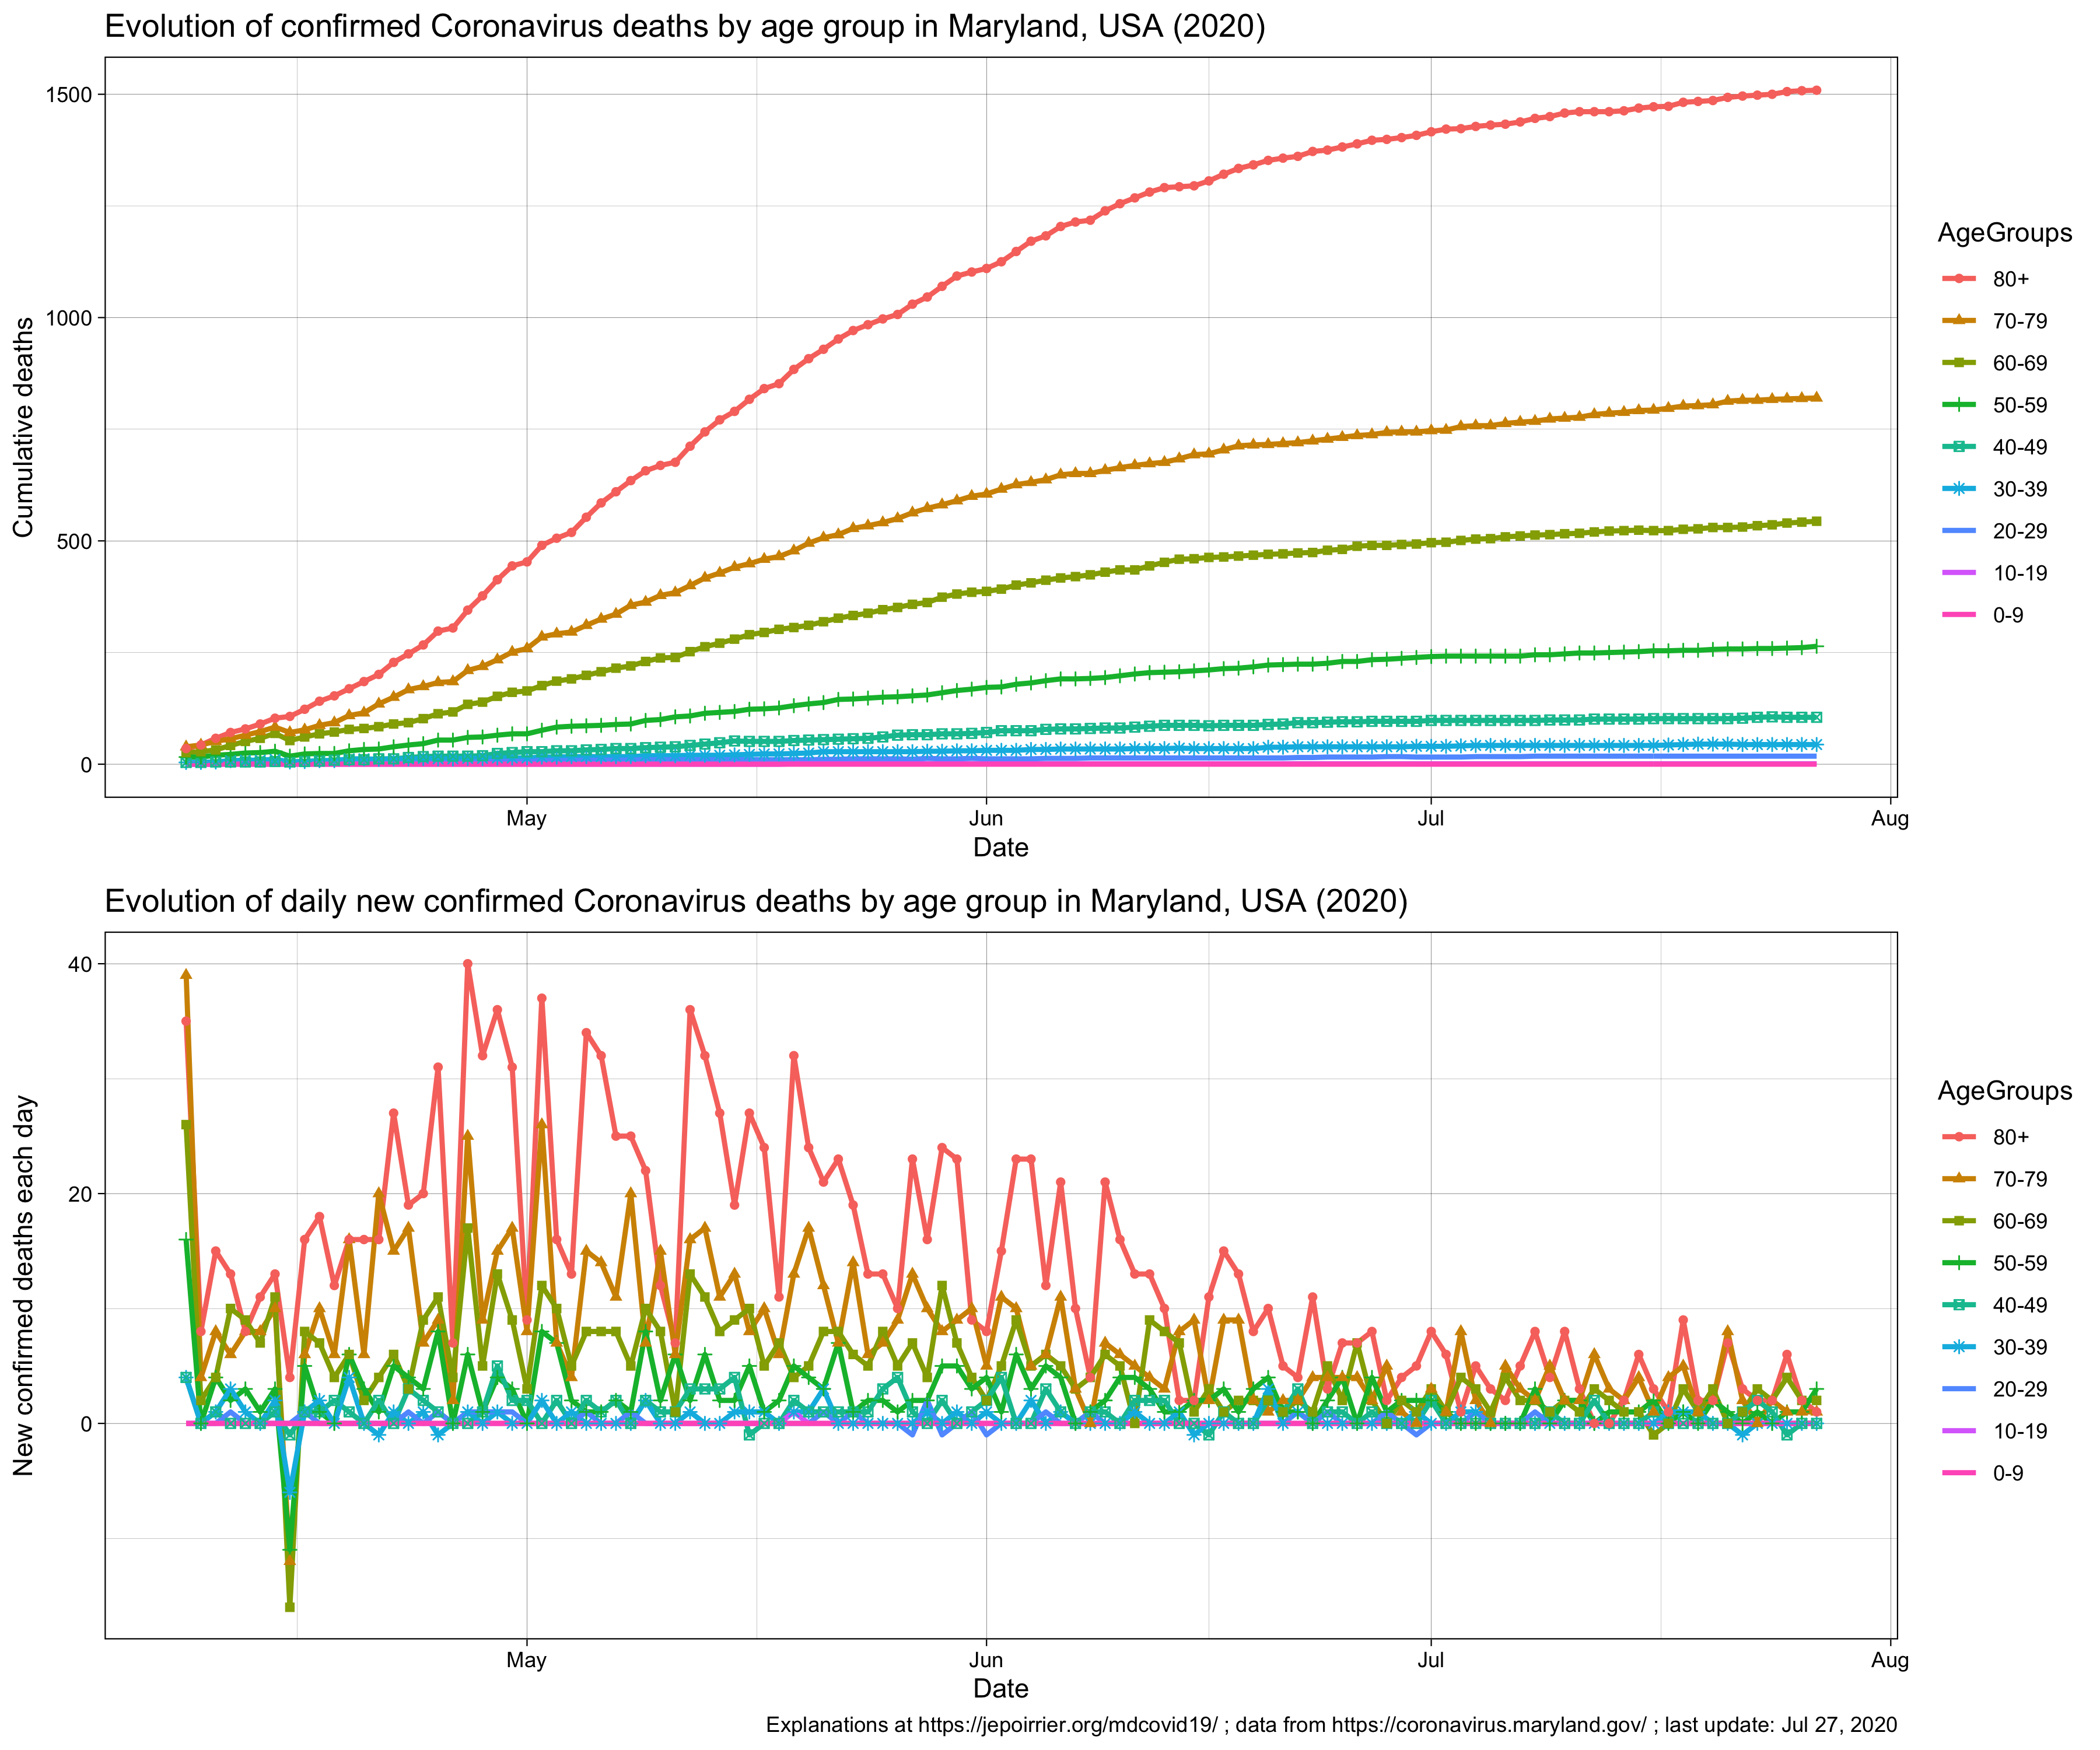 Evolution of confirmed Coronavirus deaths by age group in Maryland, USA (2020)
1500
1000
500
0
Cumulative deaths
May
Jun
Jul
Aug
Date
AgeGroups
80+
70-79
60-69
50-59
40-49
30-39
20-29
10-19
0-9
Evolution of daily new confirmed Coronavirus deaths by age group in Maryland, USA (2020)
40
20
0
New confirmed deaths each day
May
Jun
Jul
Aug
Date
AgeGroups
80+
70-79
60-69
50-59
40-49
30-39
20-29
10-19
0-9
Explanations at https://jepoirrier.org/mdcovid19/ ; data from https://coronavirus.maryland.gov/ ; last update: Jul 27, 2020